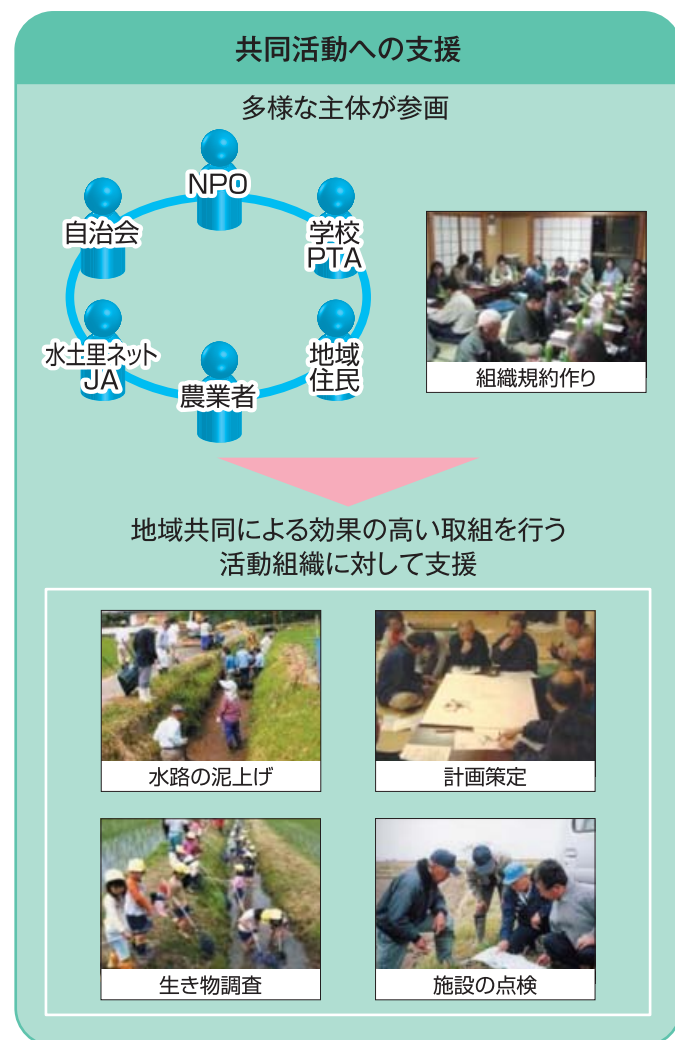 共同活動への支援
多様な主体が参画
NPO
自治会
学校
PTA
水土里ネット
JA
地域
住民
農業者
組織規約作り
地域共同による効果の高い取組を行う
活動組織に対して支援
水路の泥上げ
計画策定
生き物調査
施設の点検